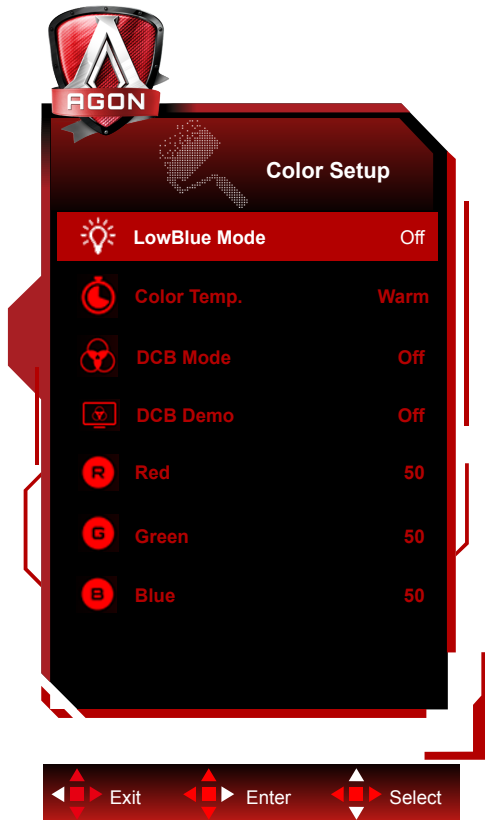 AGON
Color Setup
LowBlue Mode Off
Color Temp. Warm
DCB Mode Off
DCB Demo Off
R Red 50
G Green 50
B Blue 50
Exit Enter Select